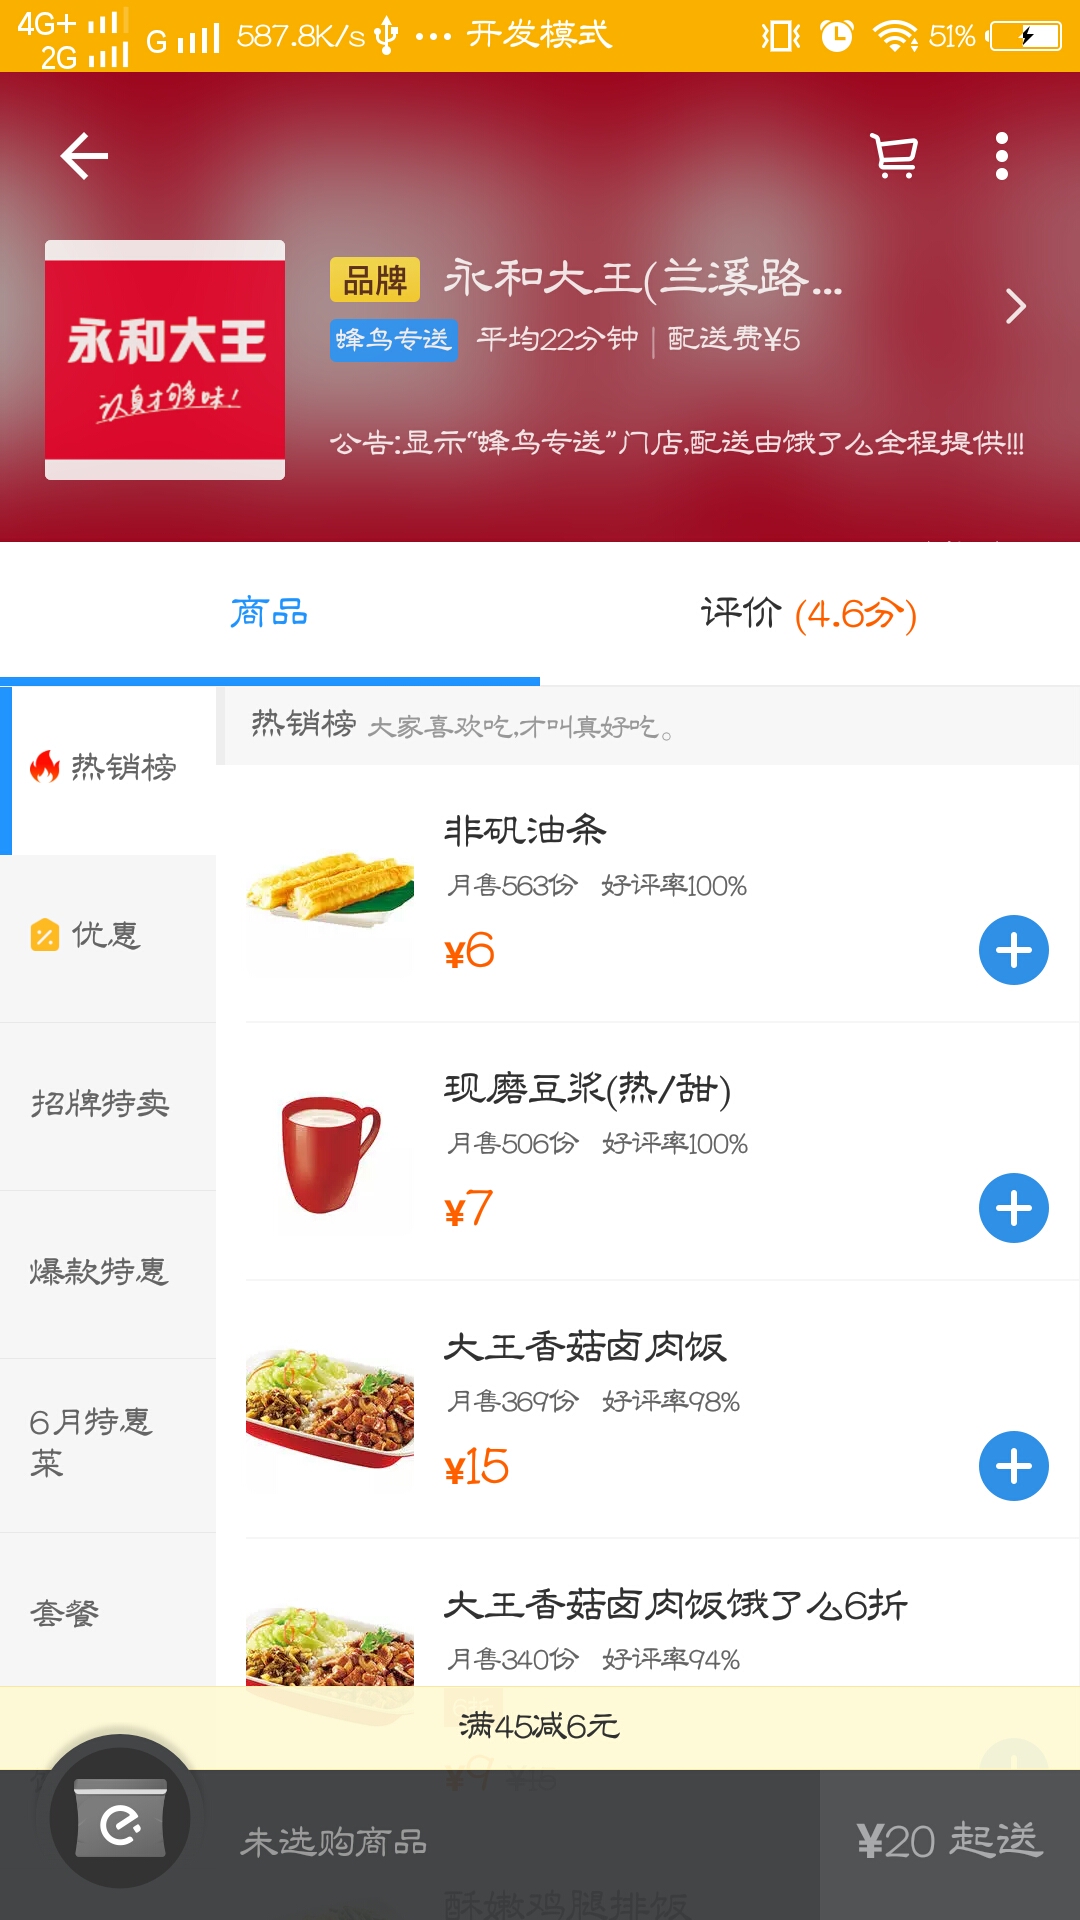 4G+ 2G G 587.8K/s ··· 开发模式 51%
永和大王
认真才够味!
品牌 永和大王(兰溪路...
蜂鸟专送 平均22分钟 | 配送费¥5
公告:显示“蜂鸟专送”门店,配送由饿了么全程提供!!!
商品 评价 (4.6分)
热销榜 大家喜欢吃,才叫真好吃。
热销榜
优惠
招牌特卖
爆款特惠
6月特惠
菜
套餐
非矾油条
月售563份 好评率100%
¥6
现磨豆浆(热/甜)
月售506份 好评率100%
¥7
大王香菇卤肉饭
月售369份 好评率98%
¥15
大王香菇卤肉饭饿了么6折
月售340份 好评率94%
满45减6元
¥9 ¥15
未选购商品
¥20 起送
酥嫩鸡腿排饭